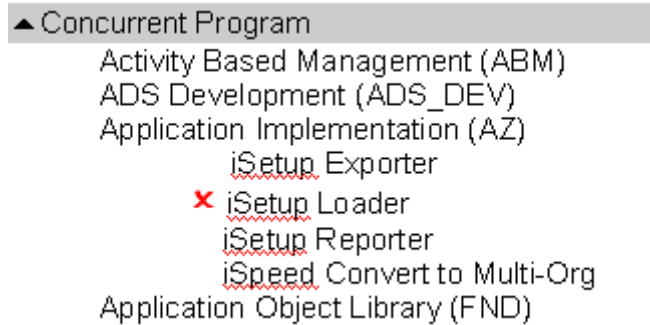 Concurrent Program
Activity Based Management (ABM)
ADS Development (ADS_DEV)
Application Implementation (AZ)
iSetup Exporter
iSetup Loader
iSetup Reporter
iSpeed Convert to Multi-Org
Application Object Library (FND)